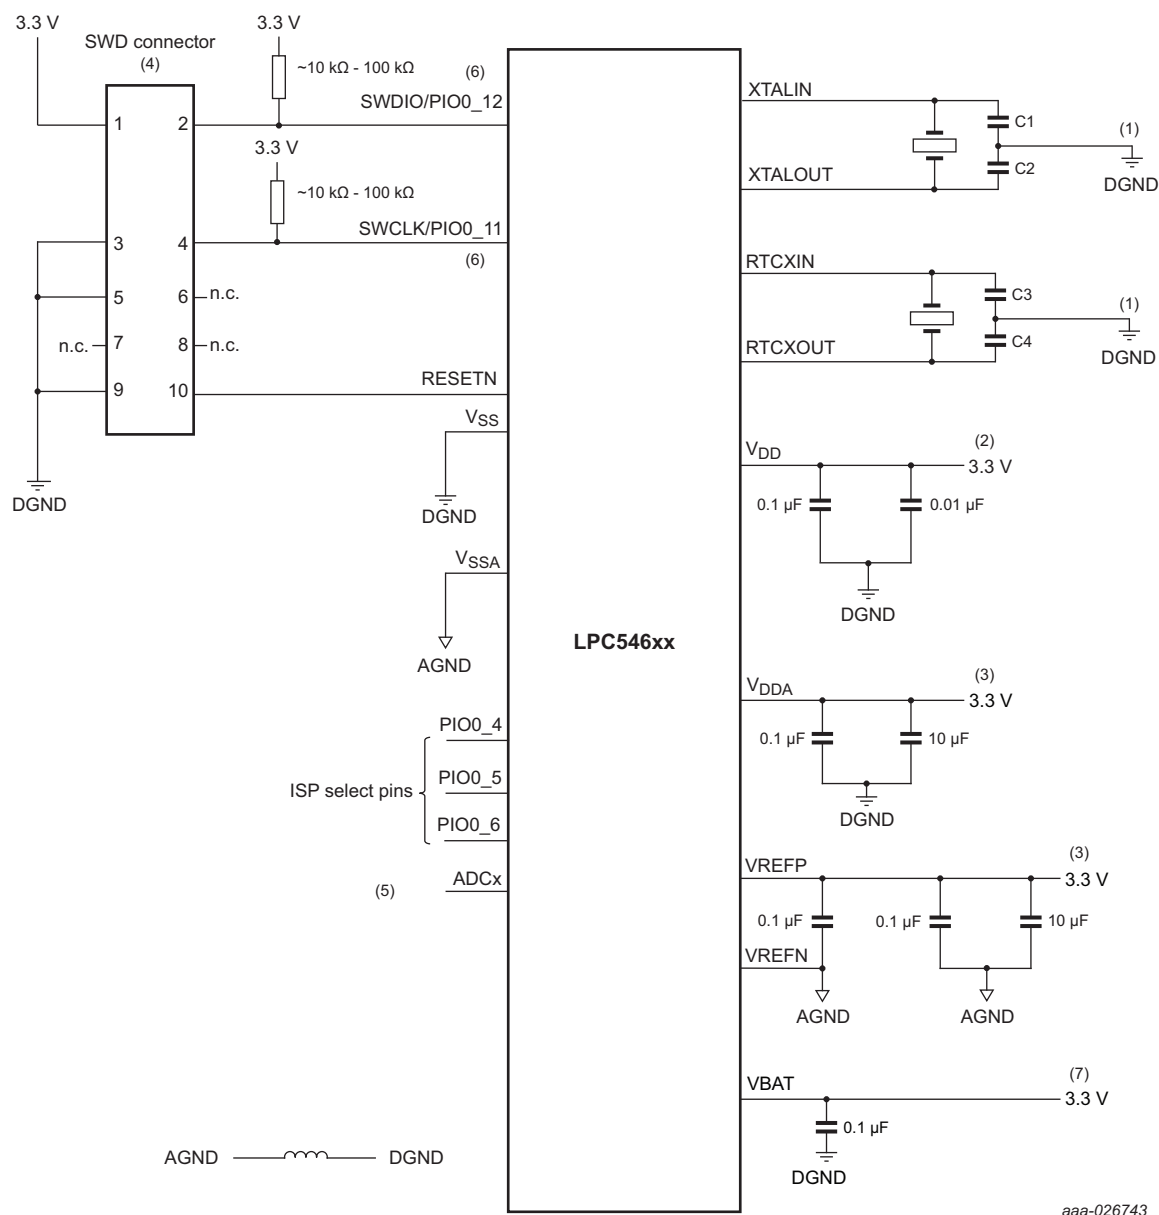 3.3 V
3.3 V
SWD connector
(4)
~10 kΩ - 100 kΩ
(6)
SWDIO/PIO0_12
1
2
3.3 V
~10 kΩ - 100 kΩ
SWCLK/PIO0_11
3
4
(6)
5
6
n.c.
n.c.
7
8
n.c.
9
10
RESETN
DGND
VSS
DGND
VSSA
AGND
PIO0_4
ISP select pins
PIO0_5
PIO0_6
(5)
ADCx
LPC546xx
XTALIN
C1
(1)
C2
XTALOUT
DGND
RTCXIN
C3
(1)
C4
RTCXOUT
DGND
VDD
(2)
3.3 V
0.1 µF
0.01 µF
DGND
VDDA
(3)
3.3 V
0.1 µF
10 µF
DGND
VREFP
(3)
3.3 V
0.1 µF
0.1 µF
10 µF
VREFN
AGND
AGND
VBAT
(7)
3.3 V
0.1 µF
DGND
AGND
DGND
aaa-026743